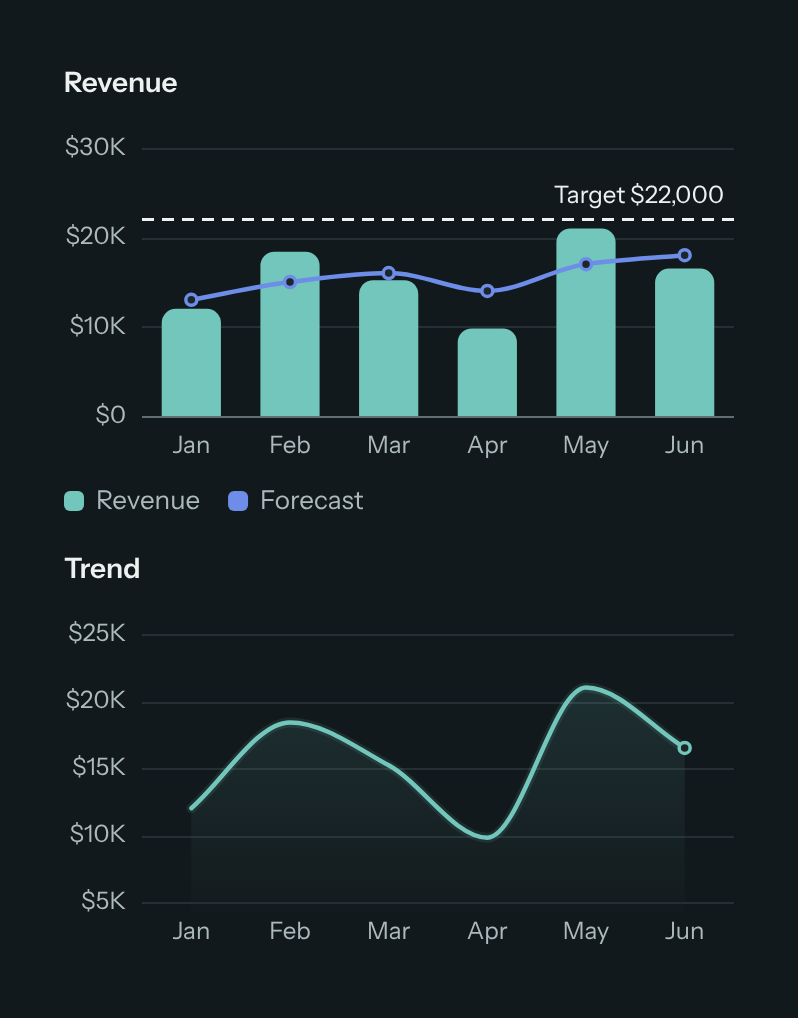 Revenue
$30K
Target $22,000
$20K
$10K
$0
Jan Feb Mar Apr May Jun
Revenue Forecast
Trend
$25K
$20K
$15K
$10K
$5K
Jan Feb Mar Apr May Jun